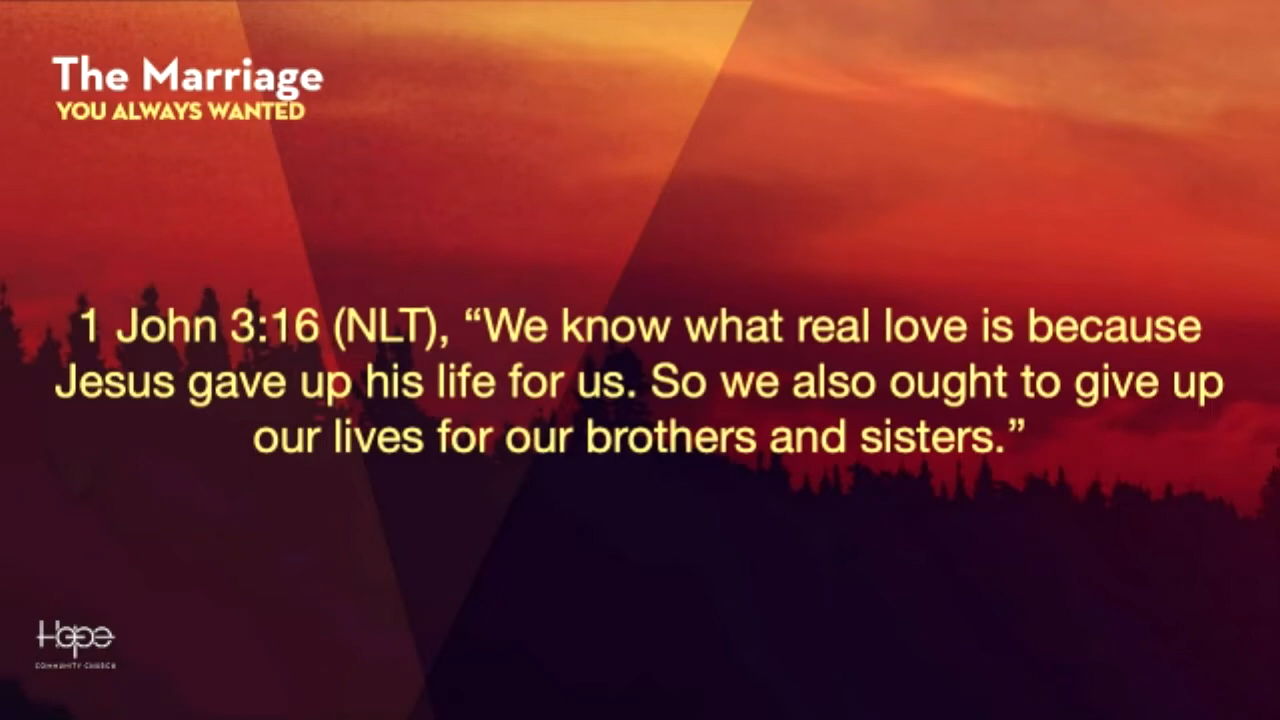 The Marriage
YOU ALWAYS WANTED
1 John 3:16 (NLT), “We know what real love is because
Jesus gave up his life for us. So we also ought to give up
our lives for our brothers and sisters.”
Hope
COMMUNITY CHURCH